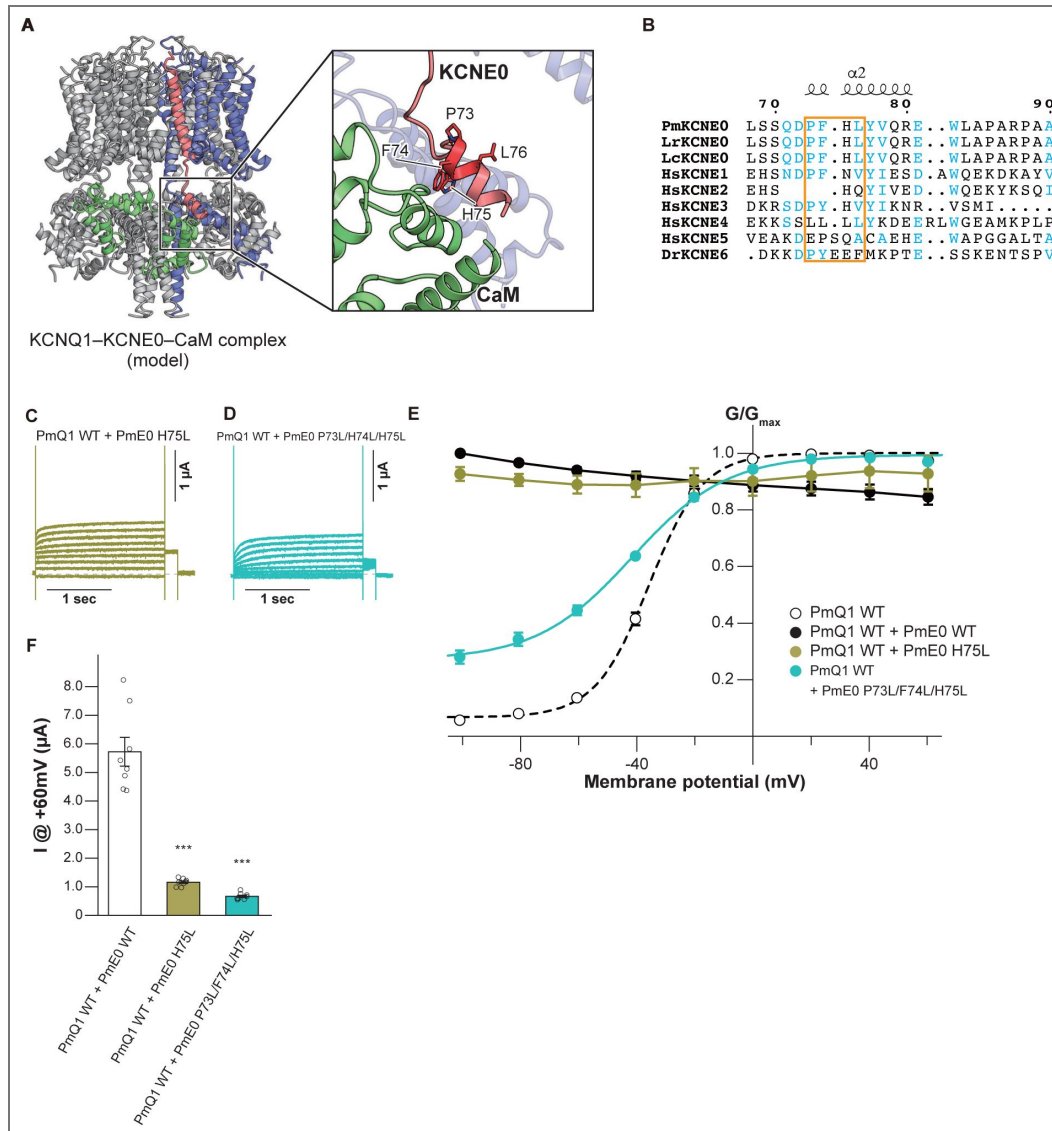 A
KCNE0
P73
F74
L76
H75
CaM
KCNQ1–KCNE0–CaM complex
(model)
B
α2
70 80 90
PmKCNE0 LSSQDPF.HLYVQRE..WLAPARPAA
LrKCNE0 LSSQDPF.HLYVQRE..WLAPARPAA
LcKCNE0 LSSQDPF.HLYVQRE..WLAPARPAA
HsKCNE1 EHSNDPF.NVYIESD.AWQEKDAYV
HsKCNE2 EHS .HQYIVED..WQEKYKSQI
HsKCNE3 DKRSDPY.HVYIKNR..VSMI....
HsKCNE4 EKKSSLL.LLYKDEERLWGEAMKPLP
HsKCNE5 VEAKDEPSQACAEHE..WAPGGALTA
DrKCNE6 .DKKDPYEEFMKPTE..SSKENTSPV
C
PmQ1 WT + PmE0 H75L
1 µA
1 sec
D
PmQ1 WT + PmE0 P73L/H74L/H75L
1 µA
1 sec
E
G/Gmax
1.0
0.8
0.6
0.4
0.2
-80 -40 40
Membrane potential (mV)
PmQ1 WT
PmQ1 WT + PmE0 WT
PmQ1 WT + PmE0 H75L
PmQ1 WT
+ PmE0 P73L/F74L/H75L
F
I @ +60mV (µA)
8.0
7.0
6.0
5.0
4.0
3.0
2.0
1.0
0
***
***
PmQ1 WT + PmE0 WT
PmQ1 WT + PmE0 H75L
PmQ1 WT + PmE0 P73L/F74L/H75L